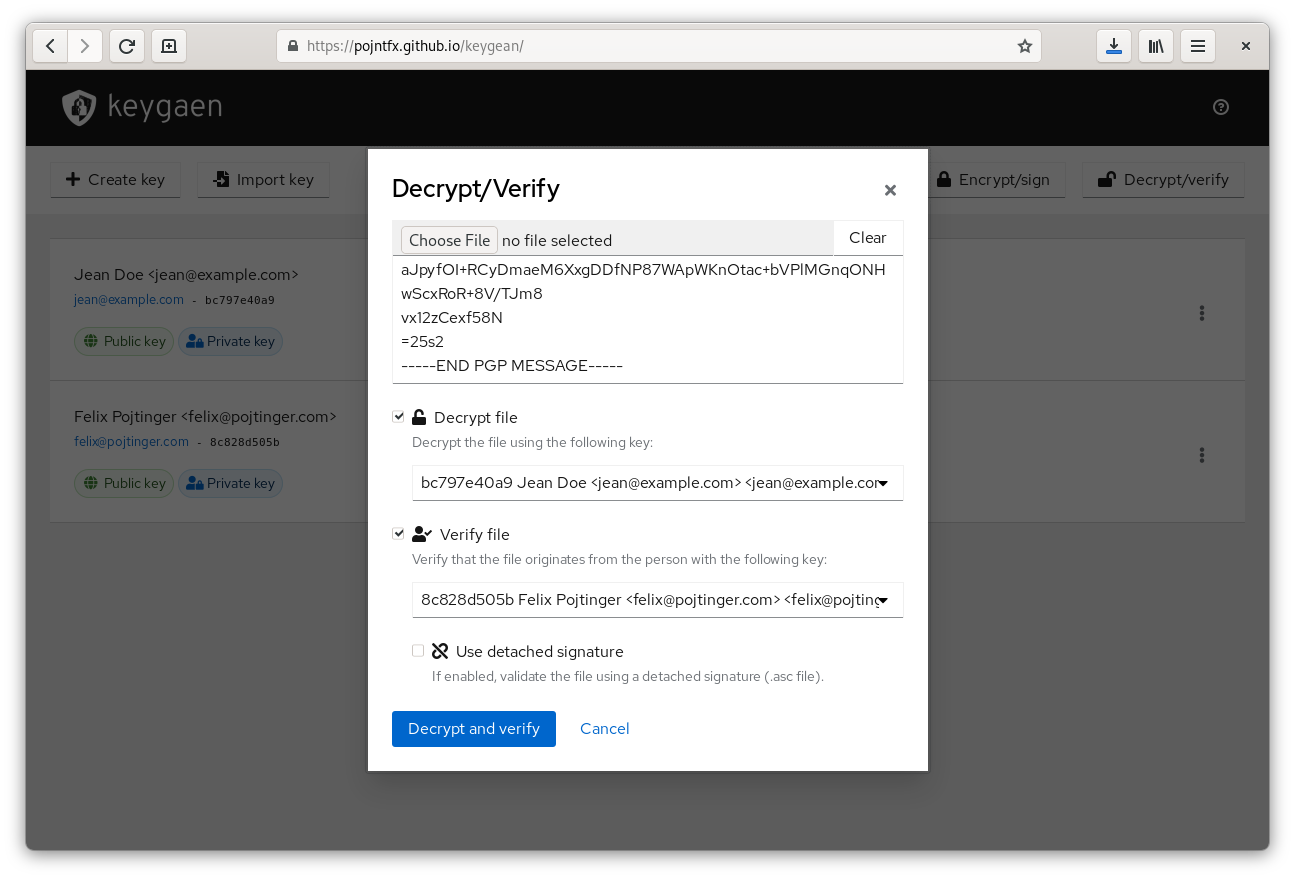 https://pojntfx.github.io/keygean/
keygaen
Create key
Import key
Encrypt/sign
Decrypt/verify
Jean Doe <jean@example.com>
jean@example.com - bc797e40a9
Public key
Private key
Felix Pojtinger <felix@pojtinger.com>
felix@pojtinger.com - 8c828d505b
Public key
Private key
Decrypt/Verify
Choose File no file selected
Clear
aJpyfOI+RCyDmaeM6XxgDDfNP87WApWKnOtac+bVPlMGnqONH
wScxRoR+8V/TJm8
vx12zCexf58N
=25s2
-----END PGP MESSAGE-----
Decrypt file
Decrypt the file using the following key:
bc797e40a9 Jean Doe <jean@example.com> <jean@example.cor
Verify file
Verify that the file originates from the person with the following key:
8c828d505b Felix Pojtinger <felix@pojtinger.com> <felix@pojting
Use detached signature
If enabled, validate the file using a detached signature (.asc file).
Decrypt and verify
Cancel